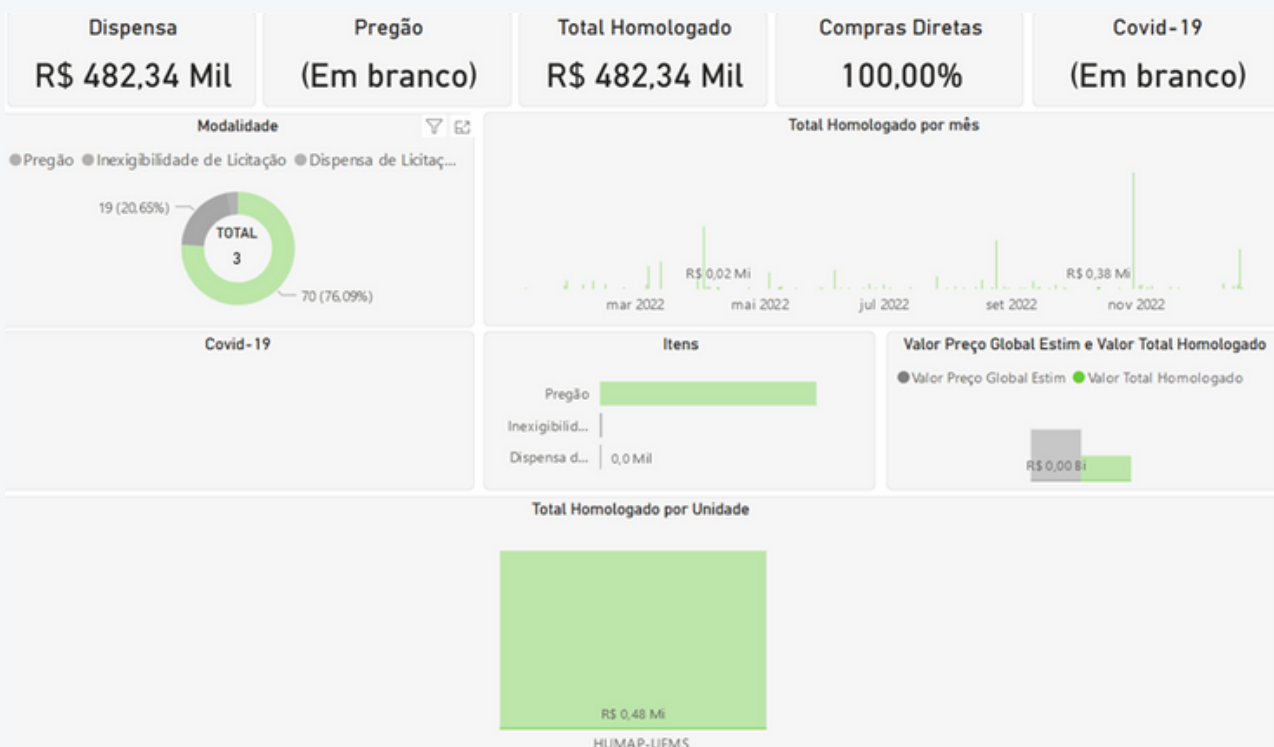 Dispensa
R$ 482,34 Mil
Pregão
(Em branco)
Total Homologado
R$ 482,34 Mil
Compras Diretas
100,00%
Covid-19
(Em branco)
Modalidade
Pregão Inexigibilidade de Licitação Dispensa de Licitaç...
19 (20.65%)
TOTAL
3
70 (76.09%)
Total Homologado por mês
R$ 0,02 Mi
R$ 0,38 Mi
mar 2022 mai 2022 jul 2022 set 2022 nov 2022
Covid-19
Itens
Pregão
Inexigibilid...
Dispensa d... 0,0 Mil
Valor Preço Global Estim e Valor Total Homologado
Valor Preço Global Estim Valor Total Homologado
R$ 0,00 Bi
Total Homologado por Unidade
R$ 0,48 Mi
HUMAP-UFMS